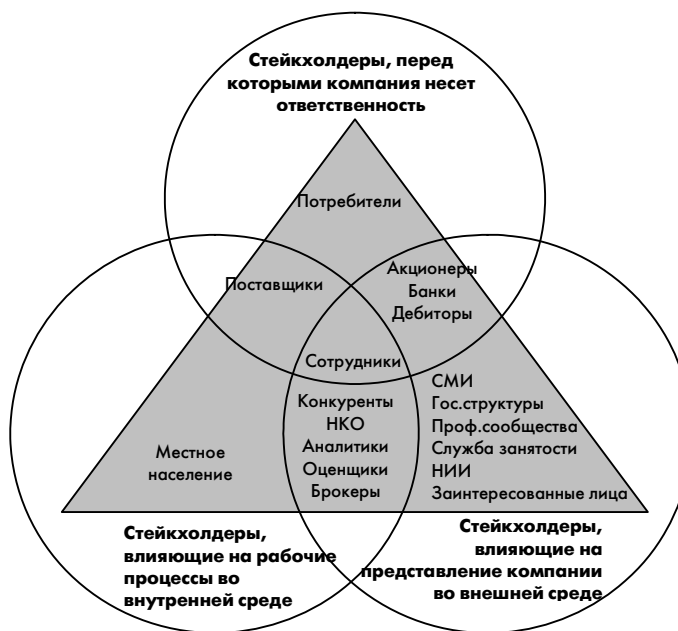 Стейкхолдеры, перед
которыми компания несет
ответственность
Потребители
Поставщики
Акционеры
Банки
Дебиторы
Сотрудники
Конкуренты
НКО
Аналитики
Оценщики
Брокеры
СМИ
Гос.структуры
Проф.сообщества
Служба занятости
НИИ
Заинтересованные лица
Местное
население
Стейкхолдеры,
влияющие на рабочие
процессы во
внутренней среде
Стейкхолдеры,
влияющие на
представление компании
во внешней среде